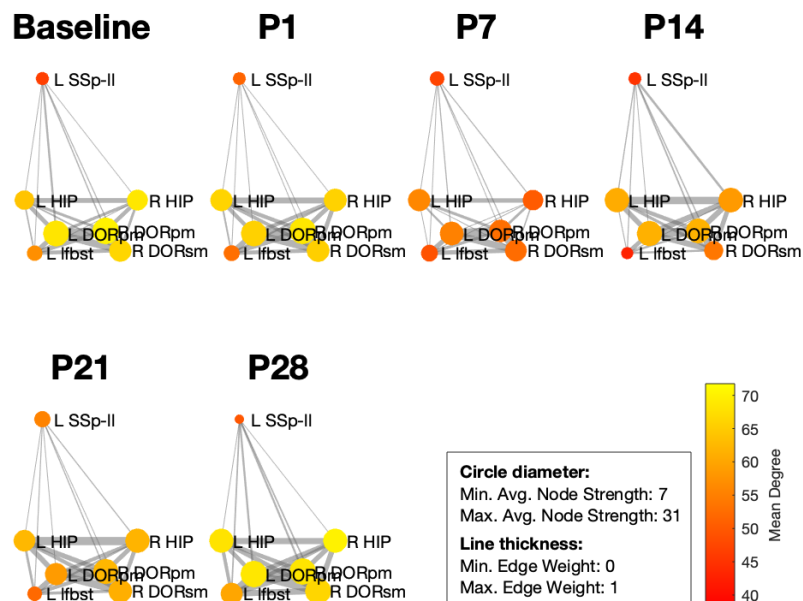 Baseline
P1
P7
P14
L SSp-ll
L SSp-ll
L SSp-ll
L SSp-ll
L HIP
R HIP
L HIP
R HIP
L HIP
R HIP
L HIP
R HIP
L DORpm
R DORpm
L DORpm
R DORpm
L DORpm
R DORpm
L DORpm
R DORpm
L lfbst
R DORsm
L lfbst
R DORsm
L lfbst
R DORsm
L lfbst
R DORsm
P21
P28
L SSp-ll
L SSp-ll
L HIP
R HIP
L HIP
R HIP
L DORpm
R DORpm
L DORpm
R DORpm
L lfbst
R DORsm
L lfbst
R DORsm
Circle diameter:
Min. Avg. Node Strength: 7
Max. Avg. Node Strength: 31
Line thickness:
Min. Edge Weight: 0
Max. Edge Weight: 1
70
65
60
55
50
45
40
Mean Degree